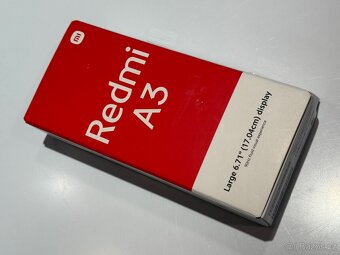 mi
Redmi
A3
Large 6.71" (17.04cm) display